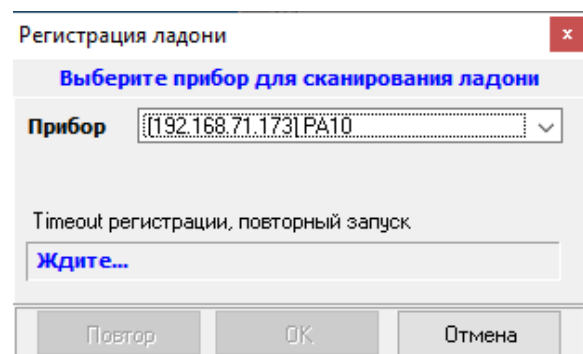 Регистрация ладони
x
Выберите прибор для сканирования ладони
Прибор [192.168.71.173] PA10
Timeout регистрации, повторный запуск
Ждите...
Повтор OK Отмена